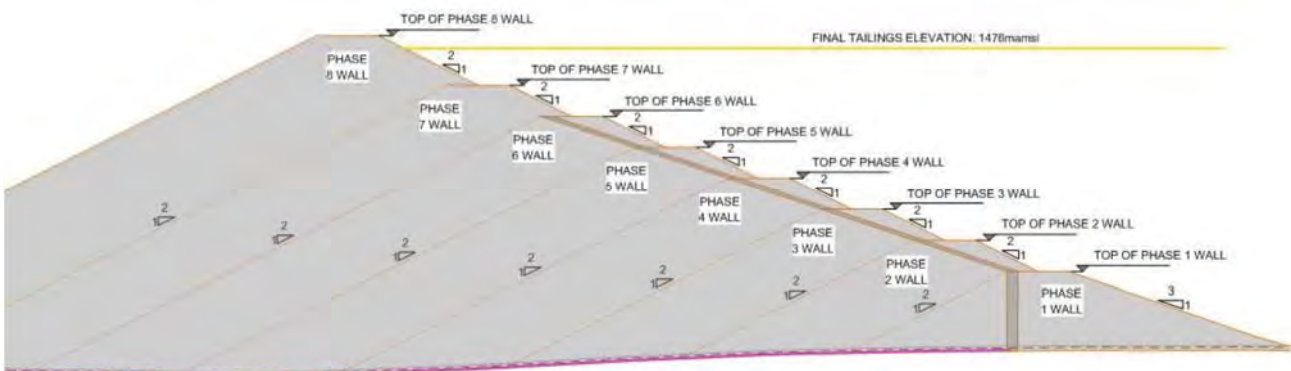 TOP OF PHASE 8 WALL
FINAL TAILINGS ELEVATION: 1476mamsl
PHASE
8 WALL
2
1
TOP OF PHASE 7 WALL
2
1
PHASE
7 WALL
TOP OF PHASE 6 WALL
2
1
PHASE
6 WALL
TOP OF PHASE 5 WALL
2
1
PHASE
5 WALL
TOP OF PHASE 4 WALL
2
1
PHASE
4 WALL
TOP OF PHASE 3 WALL
2
1
PHASE
3 WALL
TOP OF PHASE 2 WALL
2
1
PHASE
2 WALL
TOP OF PHASE 1 WALL
PHASE
1 WALL
3
1
2
1
2
1
2
1
2
1
2
1
2
1
2
1